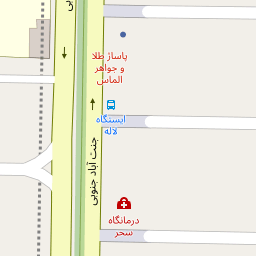 پاساژ طلا
و جواهر
الماس
ایستگاه
لاله
جنت آباد جنوبی
درمانگاه
سحر